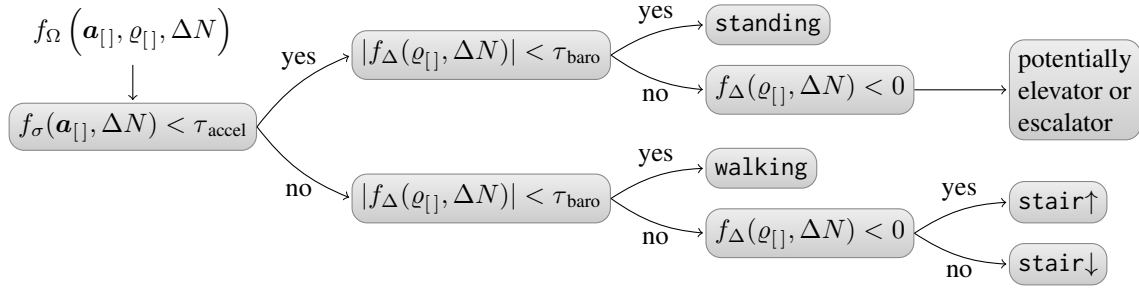 f_Ω (a_[], ϱ_[], ΔN)
f_σ(a_[], ΔN) < τ_accel
yes
no
|f_Δ(ϱ_[], ΔN)| < τ_baro
yes
no
standing
f_Δ(ϱ_[], ΔN) < 0
potentially
elevator or
escalator
|f_Δ(ϱ_[], ΔN)| < τ_baro
yes
no
walking
f_Δ(ϱ_[], ΔN) < 0
yes
no
stair↑
stair↓